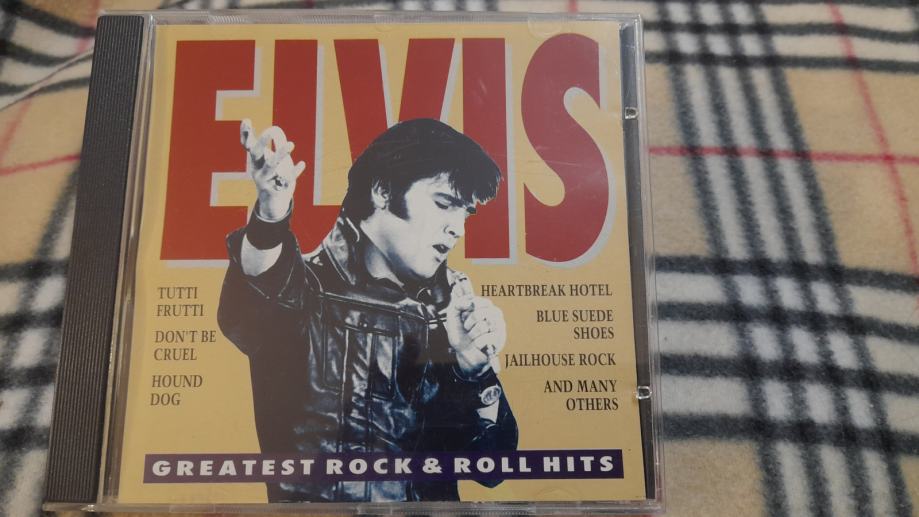 ELVIS
TUTTI
FRUTTI
DON'T BE
CRUEL
HOUND
DOG
HEARTBREAK HOTEL
BLUE SUEDE
SHOES
JAILHOUSE ROCK
AND MANY
OTHERS
GREATEST ROCK & ROLL HITS